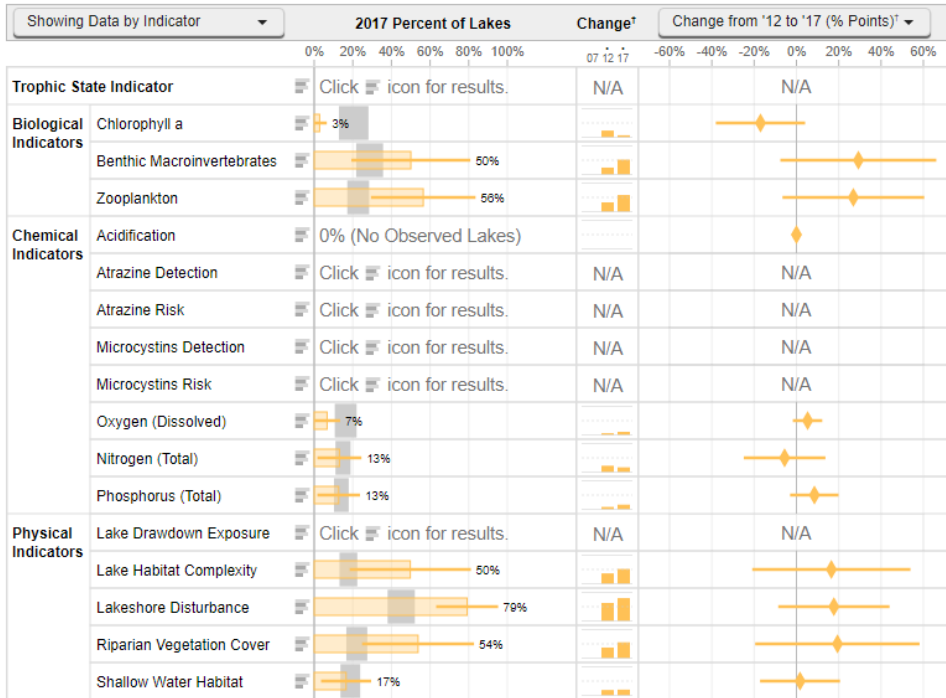 Showing Data by Indicator 2017 Percent of Lakes Change† Change from '12 to '17 (% Points)†
0% 20% 40% 60% 80% 100% 07 12 17 -60% -40% -20% 0% 20% 40% 60%
Trophic State Indicator Click icon for results. N/A N/A
Biological Indicators Chlorophyll a 3%
Benthic Macroinvertebrates 50%
Zooplankton 56%
Chemical Indicators Acidification 0% (No Observed Lakes)
Atrazine Detection Click icon for results. N/A N/A
Atrazine Risk Click icon for results. N/A N/A
Microcystins Detection Click icon for results. N/A N/A
Microcystins Risk Click icon for results. N/A N/A
Oxygen (Dissolved) 7%
Nitrogen (Total) 13%
Phosphorus (Total) 13%
Physical Indicators Lake Drawdown Exposure Click icon for results. N/A N/A
Lake Habitat Complexity 50%
Lakeshore Disturbance 79%
Riparian Vegetation Cover 54%
Shallow Water Habitat 17%